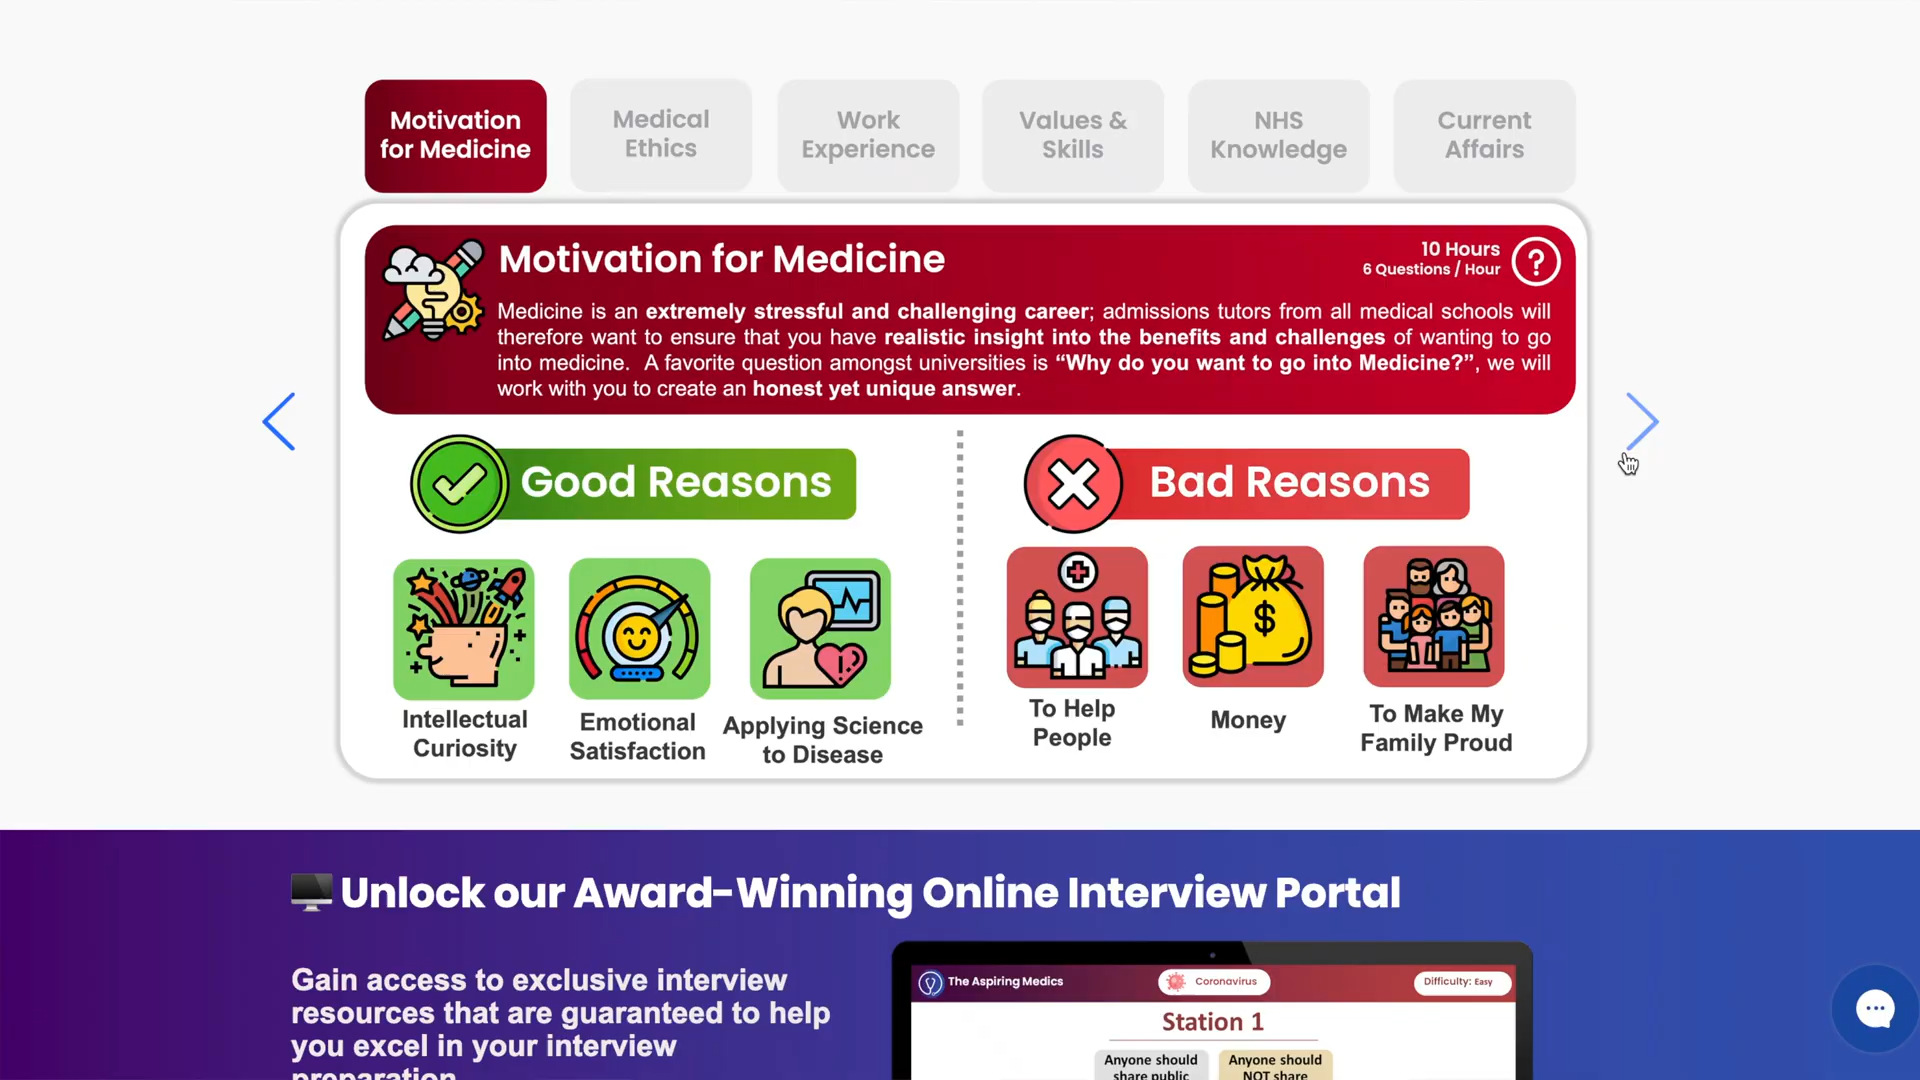 Motivation
for Medicine
Medical
Ethics
Work
Experience
Values &
Skills
NHS
Knowledge
Current
Affairs
Motivation for Medicine
10 Hours
6 Questions / Hour
?
Medicine is an extremely stressful and challenging career; admissions tutors from all medical schools will
therefore want to ensure that you have realistic insight into the benefits and challenges of wanting to go
into medicine. A favorite question amongst universities is “Why do you want to go into Medicine?”, we will
work with you to create an honest yet unique answer.
Good Reasons
Bad Reasons
Intellectual
Curiosity
Emotional
Satisfaction
Applying Science
to Disease
To Help
People
$
Money
To Make My
Family Proud
Unlock our Award-Winning Online Interview Portal
Gain access to exclusive interview
resources that are guaranteed to help
you excel in your interview
preparation
The Aspiring Medics
Coronavirus
Difficulty: Easy
Station 1
Anyone should
share public
Anyone should
NOT share